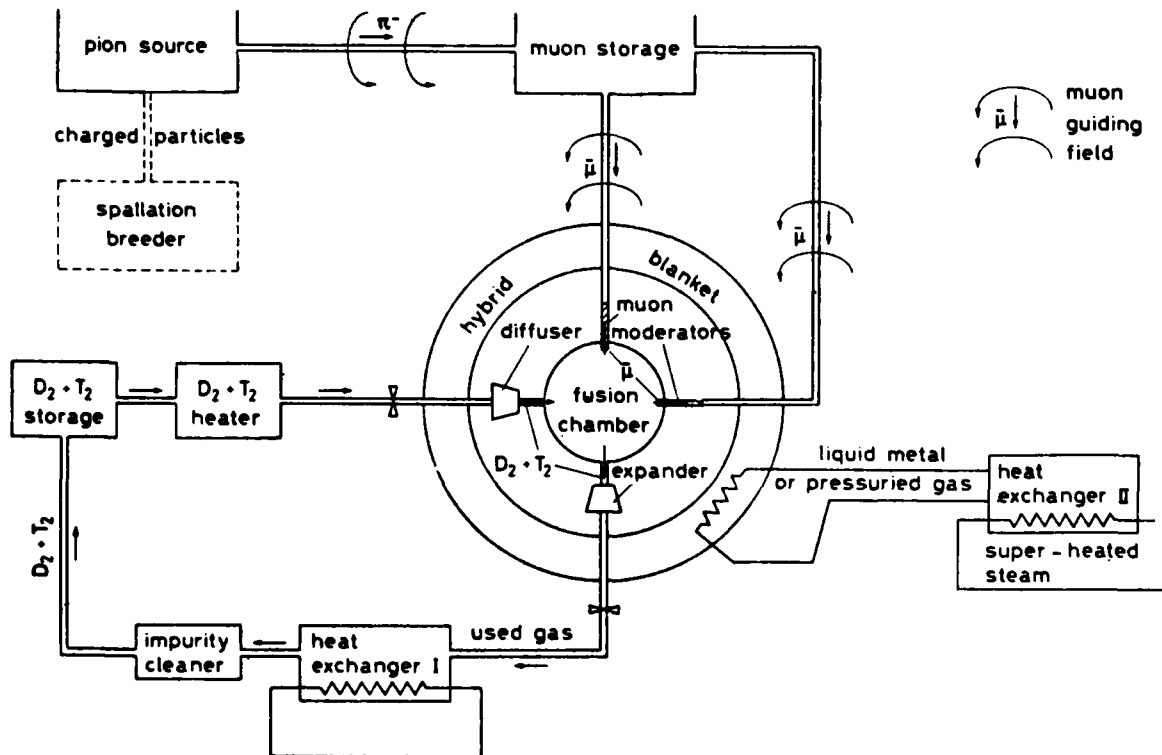 pion source
π⁻
muon storage
muon
μ̄
guiding
field
charged particles
μ̄
spallation
breeder
μ̄
hybrid
blanket
muon
diffuser
moderators
μ̄
D₂ + T₂
storage
D₂ + T₂
heater
fusion
chamber
D₂ + T₂
expander
liquid metal
or pressuried gas
heat
exchanger II
super - heated
steam
D₂ + T₂
impurity
cleaner
heat
exchanger I
used gas